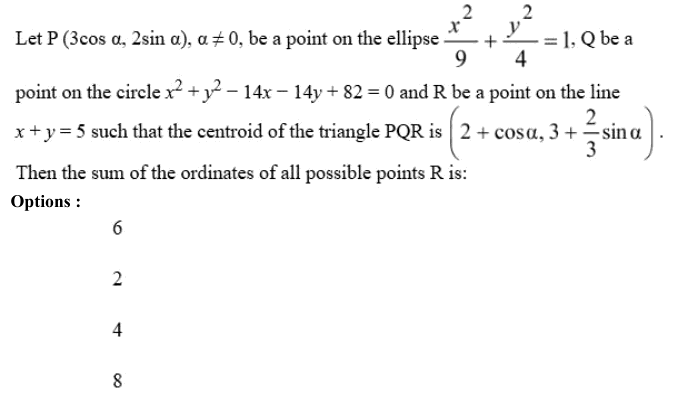 Let P (3cos α, 2sin α), α ≠ 0, be a point on the ellipse x²/9 + y²/4 = 1, Q be a
point on the circle x² + y² – 14x – 14y + 82 = 0 and R be a point on the line
x + y = 5 such that the centroid of the triangle PQR is (2 + cos α, 3 + 2/3 sin α).
Then the sum of the ordinates of all possible points R is:
Options :
6
2
4
8